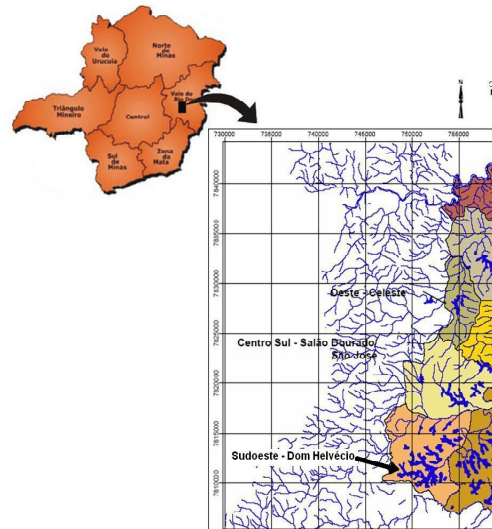 Norte
de
Minas
Vale
do
Urucuia
Vale do
Rio Do
Triângulo
Mineiro
Central
Sul
de
Minas
Zona
da
Mata
N
730000 735000 740000 745000 750000 755000
7840000
7835000
7830000
Oeste - Celeste
7825000
Centro Sul - Salão Dourado/
São José
7820000
7815000
Sudoeste - Dom Helvécio
7810000